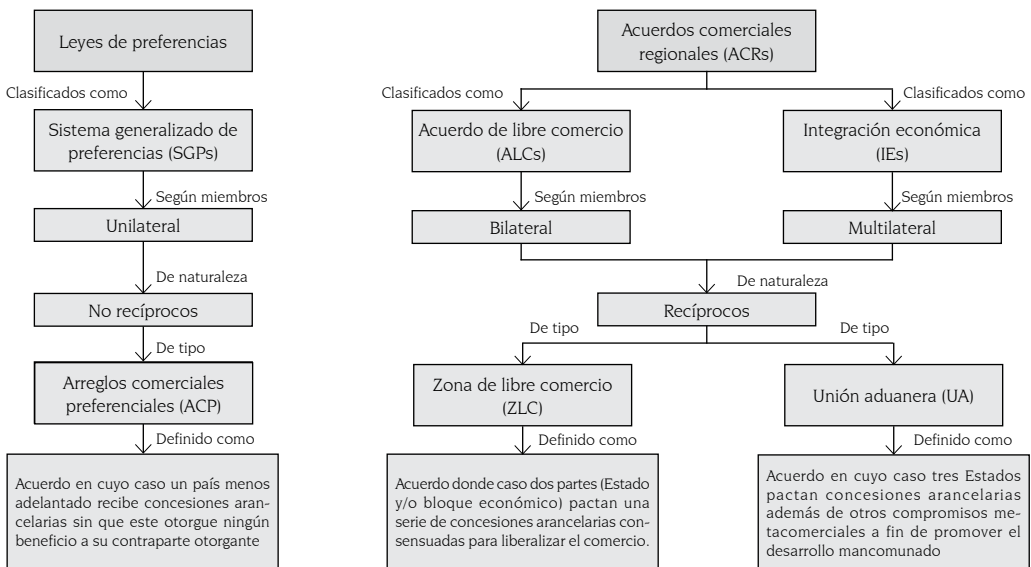 Leyes de preferencias
Clasificados como
Sistema generalizado de
preferencias (SGPs)
Según miembros
Unilateral
De naturaleza
No recíprocos
De tipo
Arreglos comerciales
preferenciales (ACP)
Definido como
Acuerdo en cuyo caso un país menos
adelantado recibe concesiones aran-
celarias sin que este otorgue ningún
beneficio a su contraparte otorgante
Acuerdos comerciales
regionales (ACRs)
Clasificados como
Clasificados como
Acuerdo de libre comercio
(ALCs)
Integración económica
(IEs)
Según miembros
Según miembros
Bilateral
Multilateral
De naturaleza
Recíprocos
De tipo
De tipo
Zona de libre comercio
(ZLC)
Unión aduanera (UA)
Definido como
Definido como
Acuerdo donde caso dos partes (Estado
y/o bloque económico) pactan una
serie de concesiones arancelarias con-
sensuadas para liberalizar el comercio.
Acuerdo en cuyo caso tres Estados
pactan concesiones arancelarias
además de otros compromisos me-
tacomerciales a fin de promover el
desarrollo mancomunado